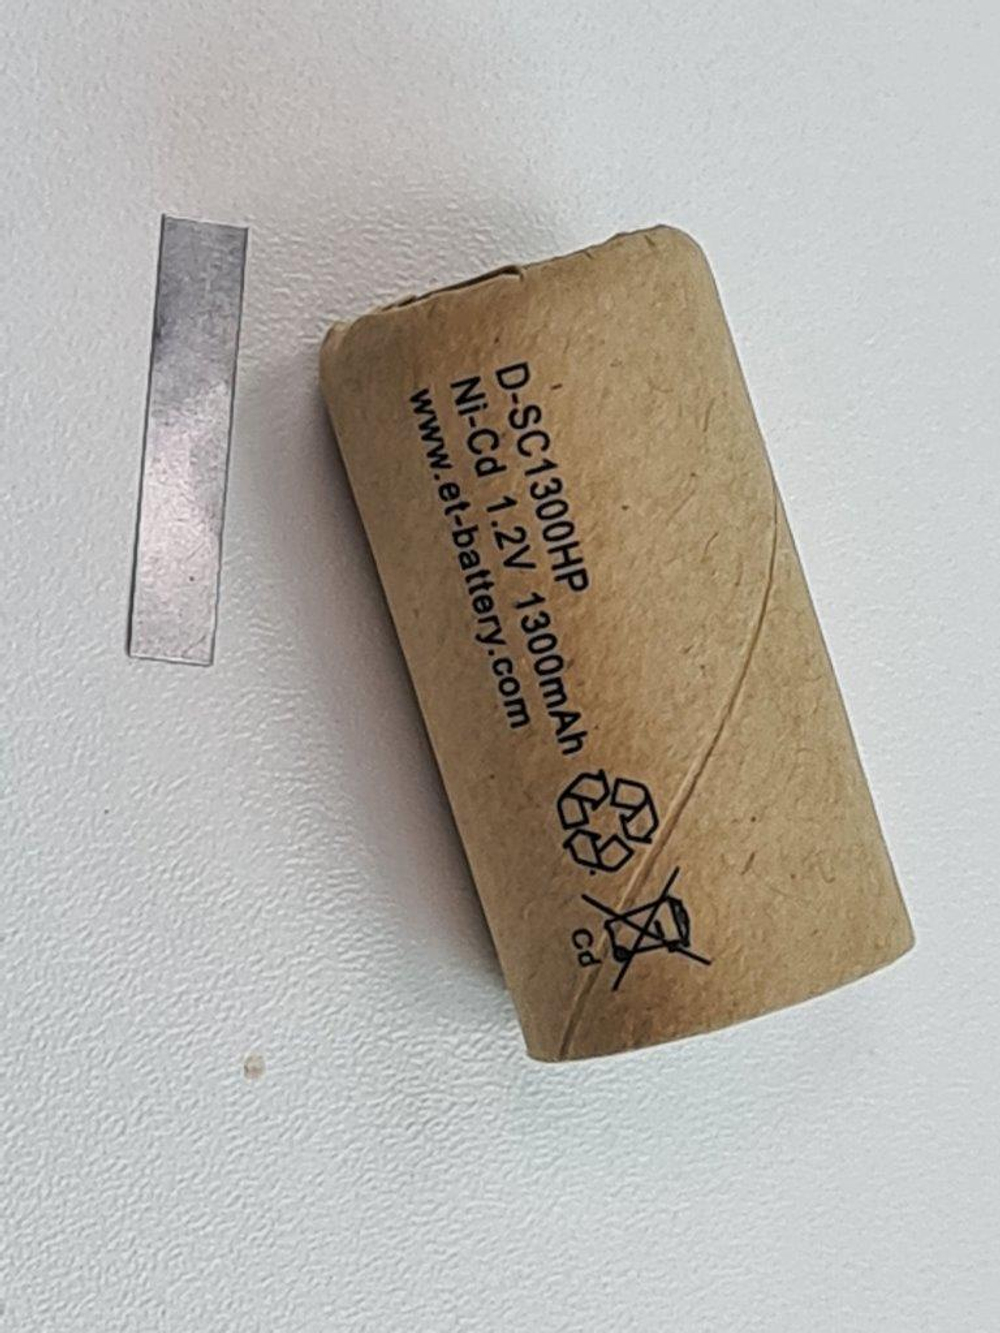 D-SC1300HP
Ni-Cd 1.2V 1300mAh
www.et-battery.com
Cd